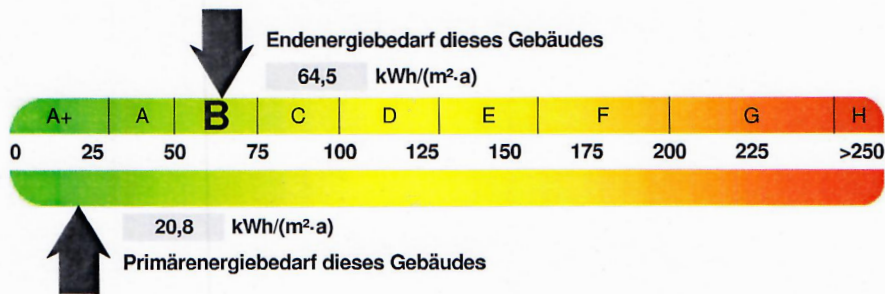 Endenergiebedarf dieses Gebäudes
64,5 kWh/(m²·a)
A+ A B C D E F G H
0 25 50 75 100 125 150 175 200 225 >250
20,8 kWh/(m²·a)
Primärenergiebedarf dieses Gebäudes